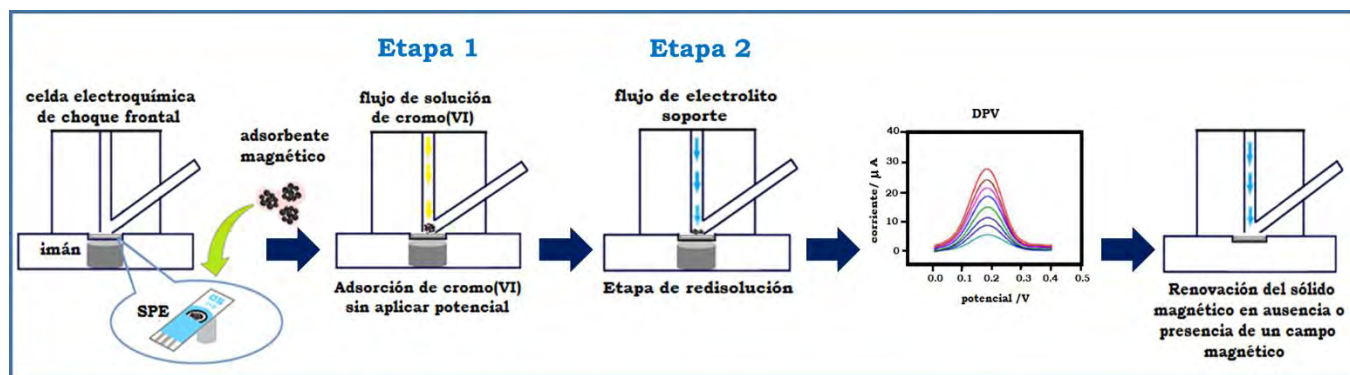 Etapa 1
Etapa 2
celda electroquímica
de choque frontal
adsorbente
magnético
imán
SPE
flujo de solución
de cromo(VI)
Adsorción de cromo(VI)
sin aplicar potencial
flujo de electrolito
soporte
Etapa de redisolución
DPV
corriente/ μ A
40
30
20
10
0
0.0 0.1 0.2 0.3 0.4 0.5
potencial /V
Renovación del sólido
magnético en ausencia o
presencia de un campo
magnético